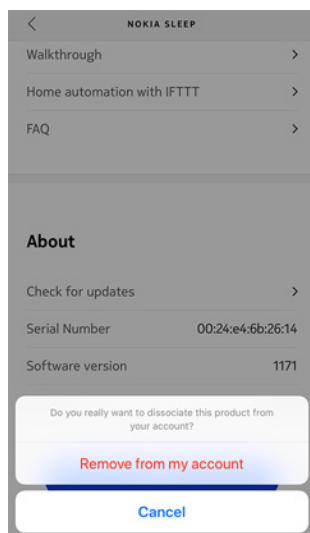 NOKIA SLEEP
Walkthrough
Home automation with IFTTT
FAQ
About
Check for updates
Serial Number 00:24:e4:6b:26:14
Software version 1171
Do you really want to dissociate this product from
your account?
Remove from my account
Cancel